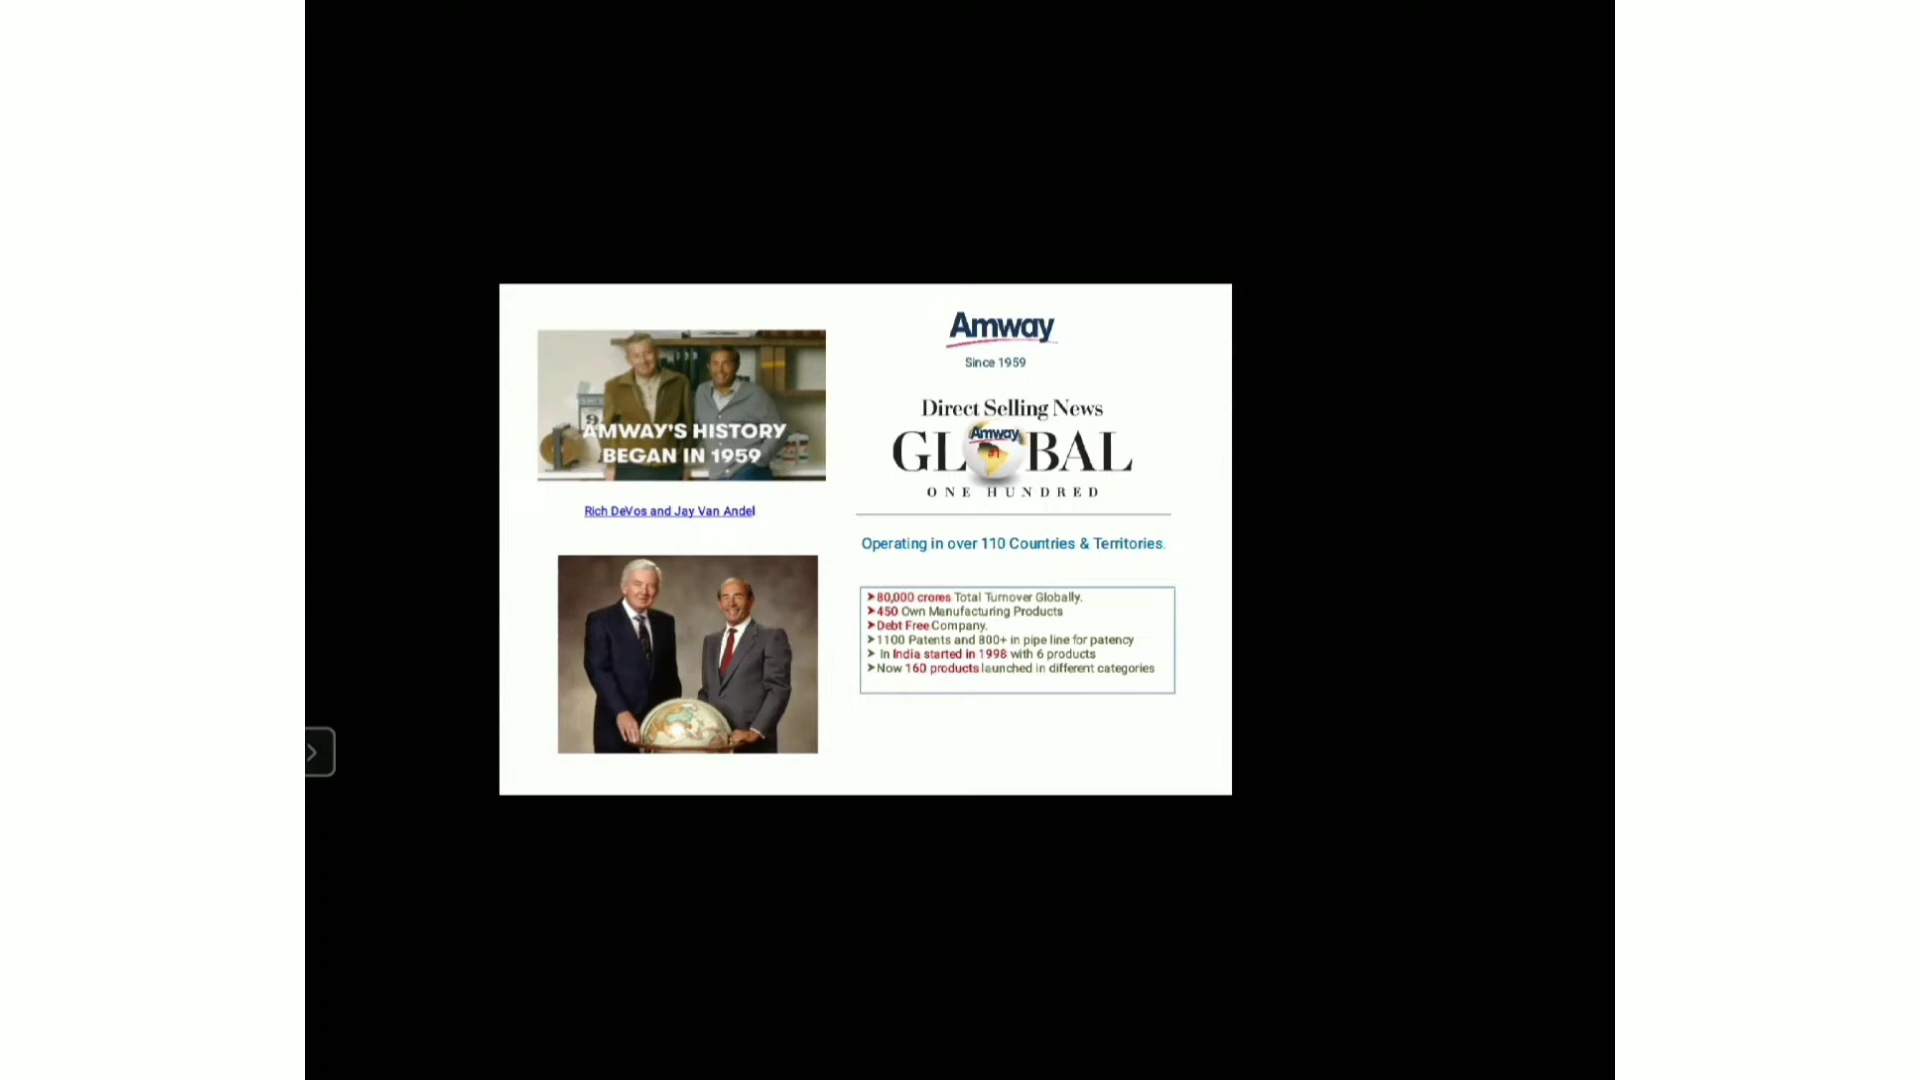 AMWAY'S HISTORY
BEGAN IN 1959
Rich DeVos and Jay Van Andel
Amway
Since 1959
Direct Selling News
GLOBAL
Amway
#1
ONE HUNDRED
Operating in over 110 Countries & Territories.
➤80,000 crores Total Turnover Globally.
➤450 Own Manufacturing Products
➤Debt Free Company.
➤1100 Patents and 800+ in pipe line for patency
➤ In India started in 1998 with 6 products
➤Now 160 products launched in different categories